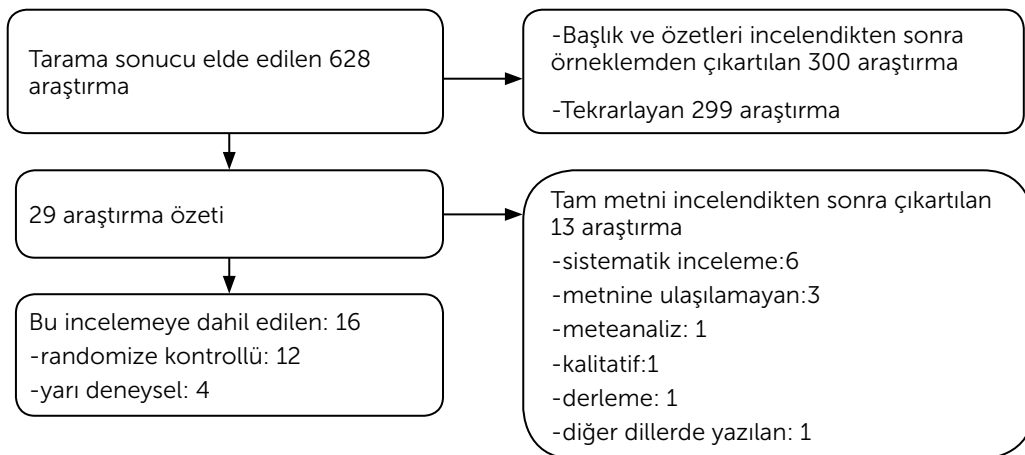 Tarama sonucu elde edilen 628
araştırma
-Başlık ve özetleri incelendikten sonra
örneklemden çıkartılan 300 araştırma
-Tekrarlayan 299 araştırma
29 araştırma özeti
Tam metni incelendikten sonra çıkartılan
13 araştırma
-sistematik inceleme:6
-metnine ulaşılamayan:3
-meteanaliz: 1
-kalitatif:1
-derleme: 1
-diğer dillerde yazılan: 1
Bu incelemeye dahil edilen: 16
-randomize kontrollü: 12
-yarı deneysel: 4